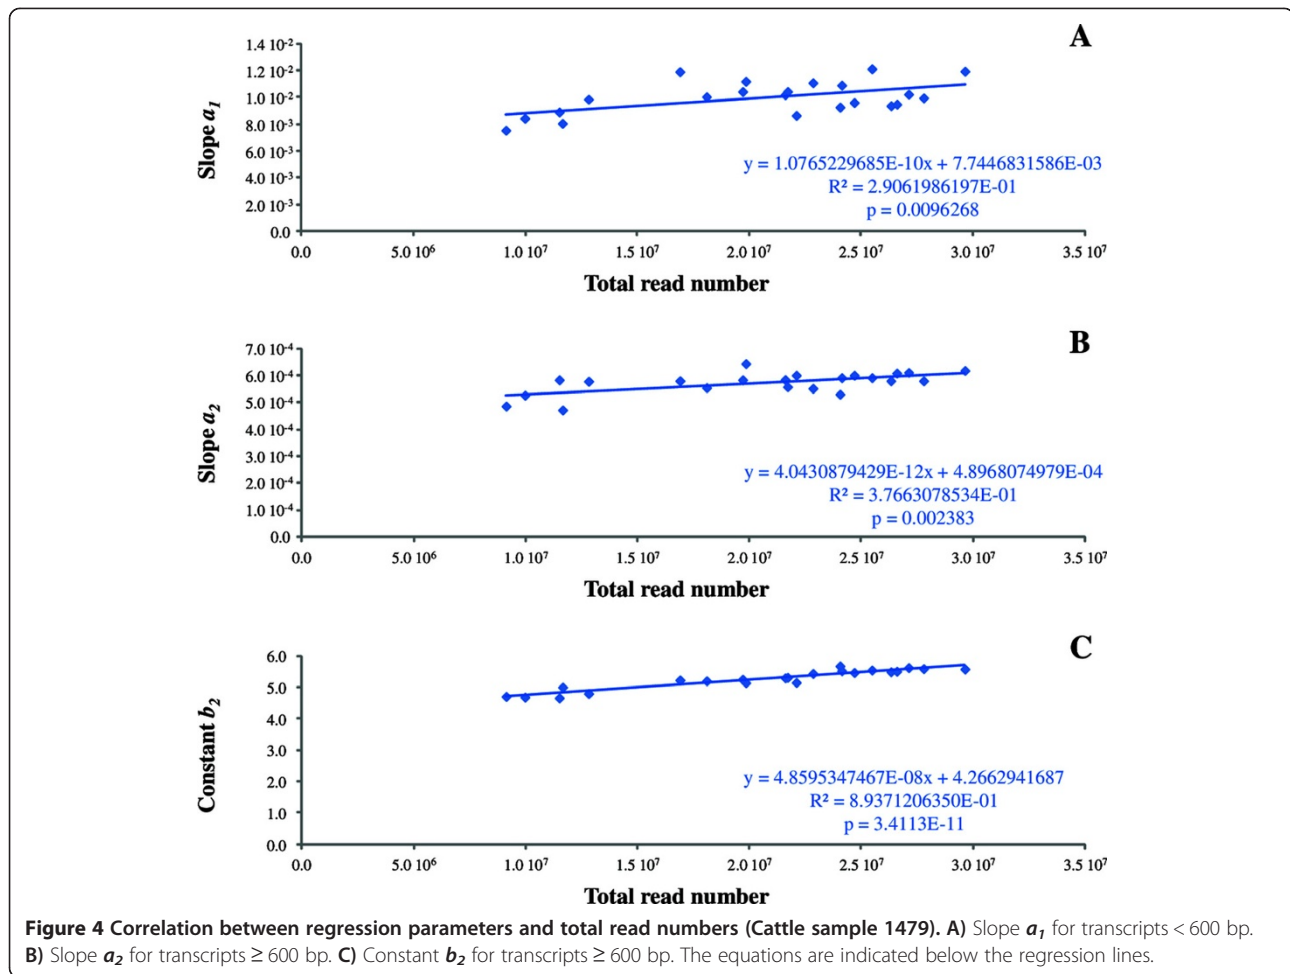 A
1.4 10⁻²
1.2 10⁻²
1.0 10⁻²
8.0 10⁻³
6.0 10⁻³
4.0 10⁻³
2.0 10⁻³
0.0
Slope a₁
y = 1.0765229685E-10x + 7.7446831586E-03
R² = 2.9061986197E-01
p = 0.0096268
0.0 5.0 10⁶ 1.0 10⁷ 1.5 10⁷ 2.0 10⁷ 2.5 10⁷ 3.0 10⁷ 3.5 10⁷
Total read number
B
7.0 10⁻⁴
6.0 10⁻⁴
5.0 10⁻⁴
4.0 10⁻⁴
3.0 10⁻⁴
2.0 10⁻⁴
1.0 10⁻⁴
0.0
Slope a₂
y = 4.0430879429E-12x + 4.8968074979E-04
R² = 3.7663078534E-01
p = 0.002383
0.0 5.0 10⁶ 1.0 10⁷ 1.5 10⁷ 2.0 10⁷ 2.5 10⁷ 3.0 10⁷ 3.5 10⁷
Total read number
C
6.0
5.0
4.0
3.0
2.0
1.0
0.0
Constant b₂
y = 4.8595347467E-08x + 4.2662941687
R² = 8.9371206350E-01
p = 3.4113E-11
0.0 5.0 10⁶ 1.0 10⁷ 1.5 10⁷ 2.0 10⁷ 2.5 10⁷ 3.0 10⁷ 3.5 10⁷
Total read number
Figure 4 Correlation between regression parameters and total read numbers (Cattle sample 1479). A) Slope a₁ for transcripts < 600 bp.
B) Slope a₂ for transcripts ≥ 600 bp. C) Constant b₂ for transcripts ≥ 600 bp. The equations are indicated below the regression lines.